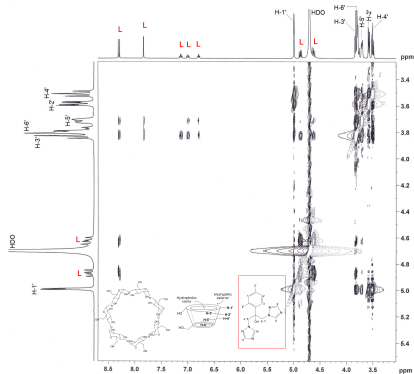 H-6'
H-1'
HDO
H-3'
H-5'
H-2'
H-4'
L
L
L
L
L
L
L
ppm
H-4'
H-2'
H-5'
H-6'
H-3'
HDO
L
L
H-1'
3.4
3.6
3.8
4.0
4.2
4.4
4.6
4.8
5.0
5.2
5.4
ppm
Hydrophobic
cavity
Hydrophilic
exterior
HO
8.5 8.0 7.5 7.0 6.5 6.0 5.5 5.0 4.5 4.0 3.5 ppm